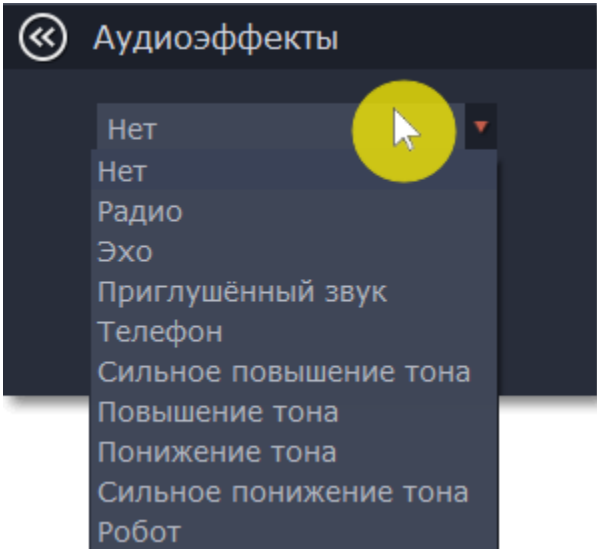 Аудиоэффекты
Нет
Нет
Радио
Эхо
Приглушённый звук
Телефон
Сильное повышение тона
Повышение тона
Понижение тона
Сильное понижение тона
Робот